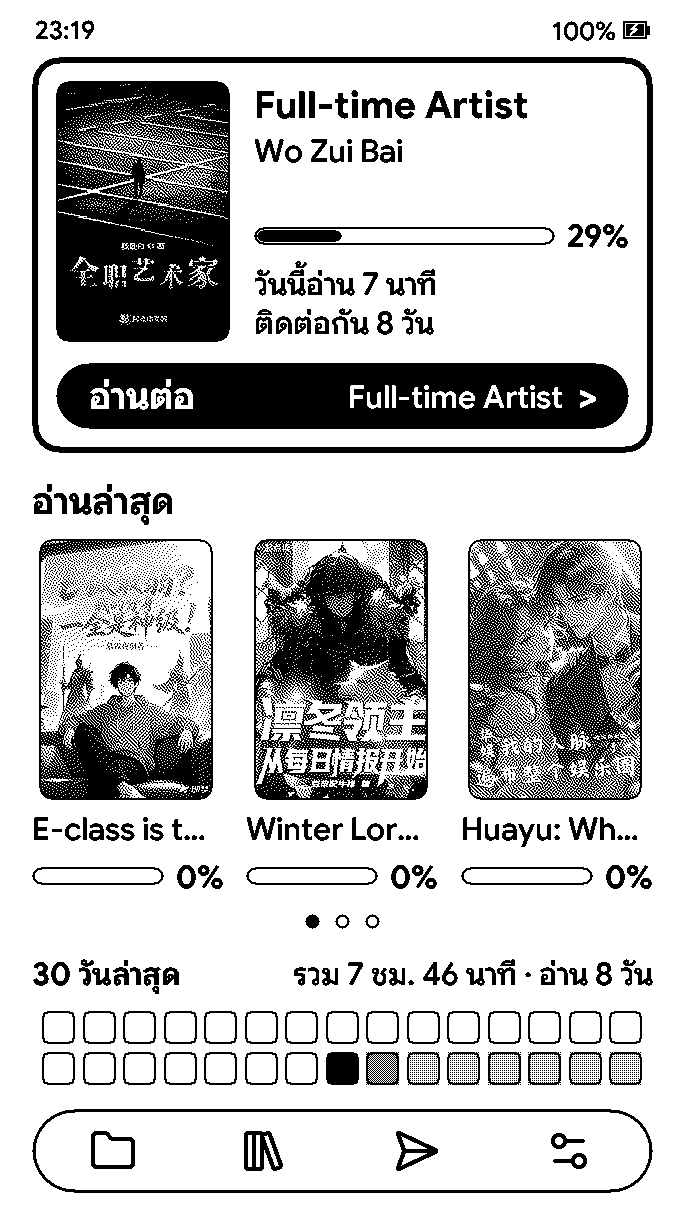 23:19
100%
Full-time Artist
Wo Zui Bai
全职艺术家
29%
วันนี้อ่าน 7 นาที
ติดต่อกัน 8 วัน
อ่านต่อ
Full-time Artist >
อ่านล่าสุด
凛冬领主
从每日情报开始
E-class is t...
Winter Lor...
Huayu: Wh...
0%
0%
0%
30 วันล่าสุด
รวม 7 ชม. 46 นาที · อ่าน 8 วัน